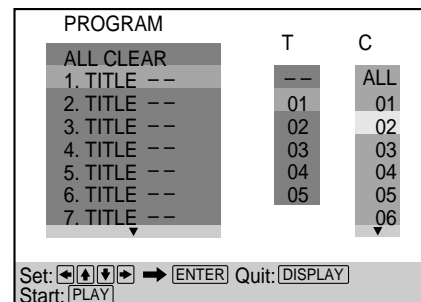 PROGRAM
T C
ALL CLEAR
1. TITLE – – – – ALL
2. TITLE – – 01 01
3. TITLE – – 02 02
4. TITLE – – 03 03
5. TITLE – – 04 04
6. TITLE – – 05 05
7. TITLE – – 06
Set: ENTER Quit: DISPLAY
Start: PLAY